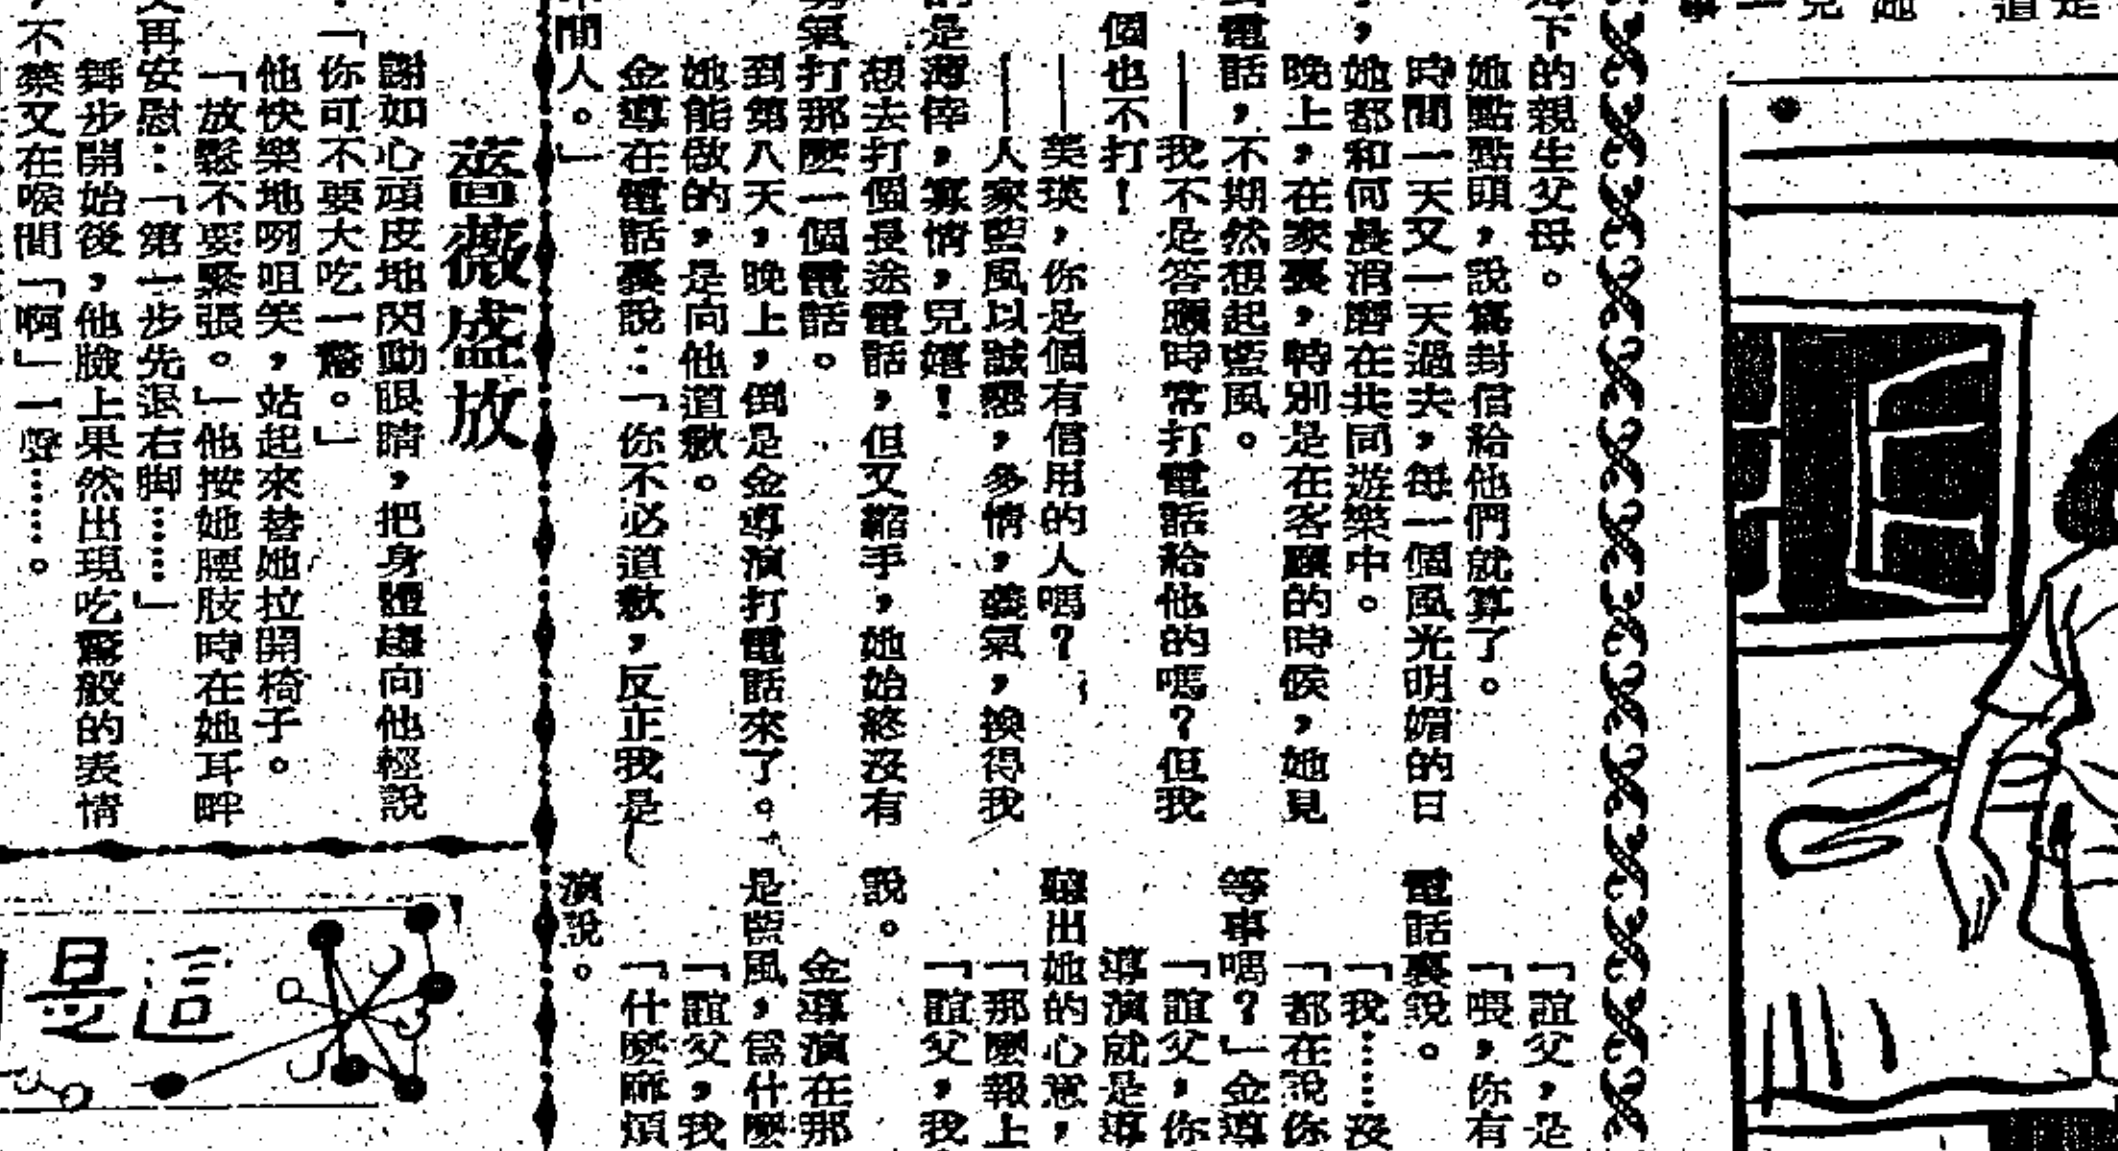 下的親生父母。
她點點頭，說寫封信給他們就算了。
時間一天又一天過去，每一個風光明媚的日
，她都和何晨消磨在共同遊樂中。
晚上，在家裏，特別是在客廳的時候，她見
電話，不期然想起藍風。
——我不是答應時常打電話給他的嗎？但我
個也不打！
——美瑛，你是個有信用的人嗎？
——人家藍風以誠懇，多情，義氣，換得我
的是薄倖，寡情，兒嬉！
想去打個長途電話，但又縮手，她始終沒有
勇氣打那麼一個電話。
到第八天，晚上，倒是金導演打電話來了。
她能做的，是向他道歉。
金導在電話裏說：「你不必道歉，反正我是
中間人。」
「誼父，是
「喂，你有
電話裏說。
「我……沒
「都在說你
等事嗎？」金導
「誼父，你
導演就是導
聽出她的心意，
「那麼報上
「誼父，我
說。
金導演在那
是藍風，為什麼
「誼父，我
「什麼麻煩
演說。
薔薇盛放
謝如心頑皮地閃動眼睛，把身體趨向他輕說
：「你可不要大吃一驚。」
他快樂地咧咀笑，站起來替她拉開椅子。
「放鬆不要緊張。」他按她腰肢時在她耳畔
又再安慰：「第一步先退右脚……」
舞步開始後，他臉上果然出現吃驚般的表情
，不禁又在喉間「啊」一聲……。
這是